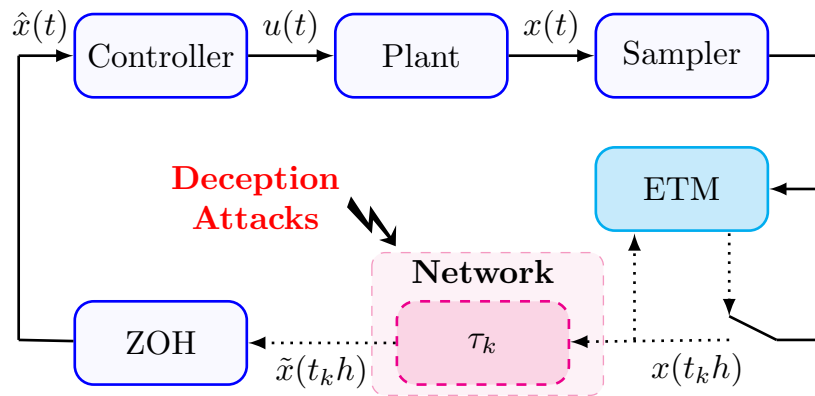 x̂(t)
Controller
u(t)
Plant
x(t)
Sampler
Deception
Attacks
ETM
Network
ZOH
x̃(t_k h)
τ_k
x(t_k h)